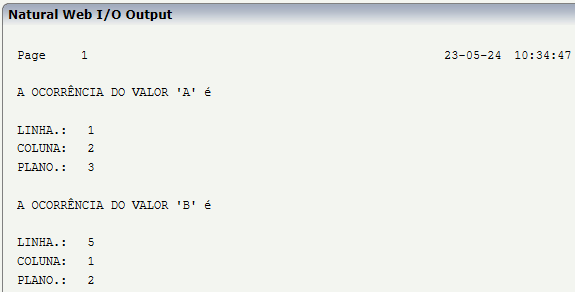 Natural Web I/O Output
Page 1 23-05-24 10:34:47
A OCORRÊNCIA DO VALOR 'A' é
LINHA.: 1
COLUNA: 2
PLANO.: 3
A OCORRÊNCIA DO VALOR 'B' é
LINHA.: 5
COLUNA: 1
PLANO.: 2